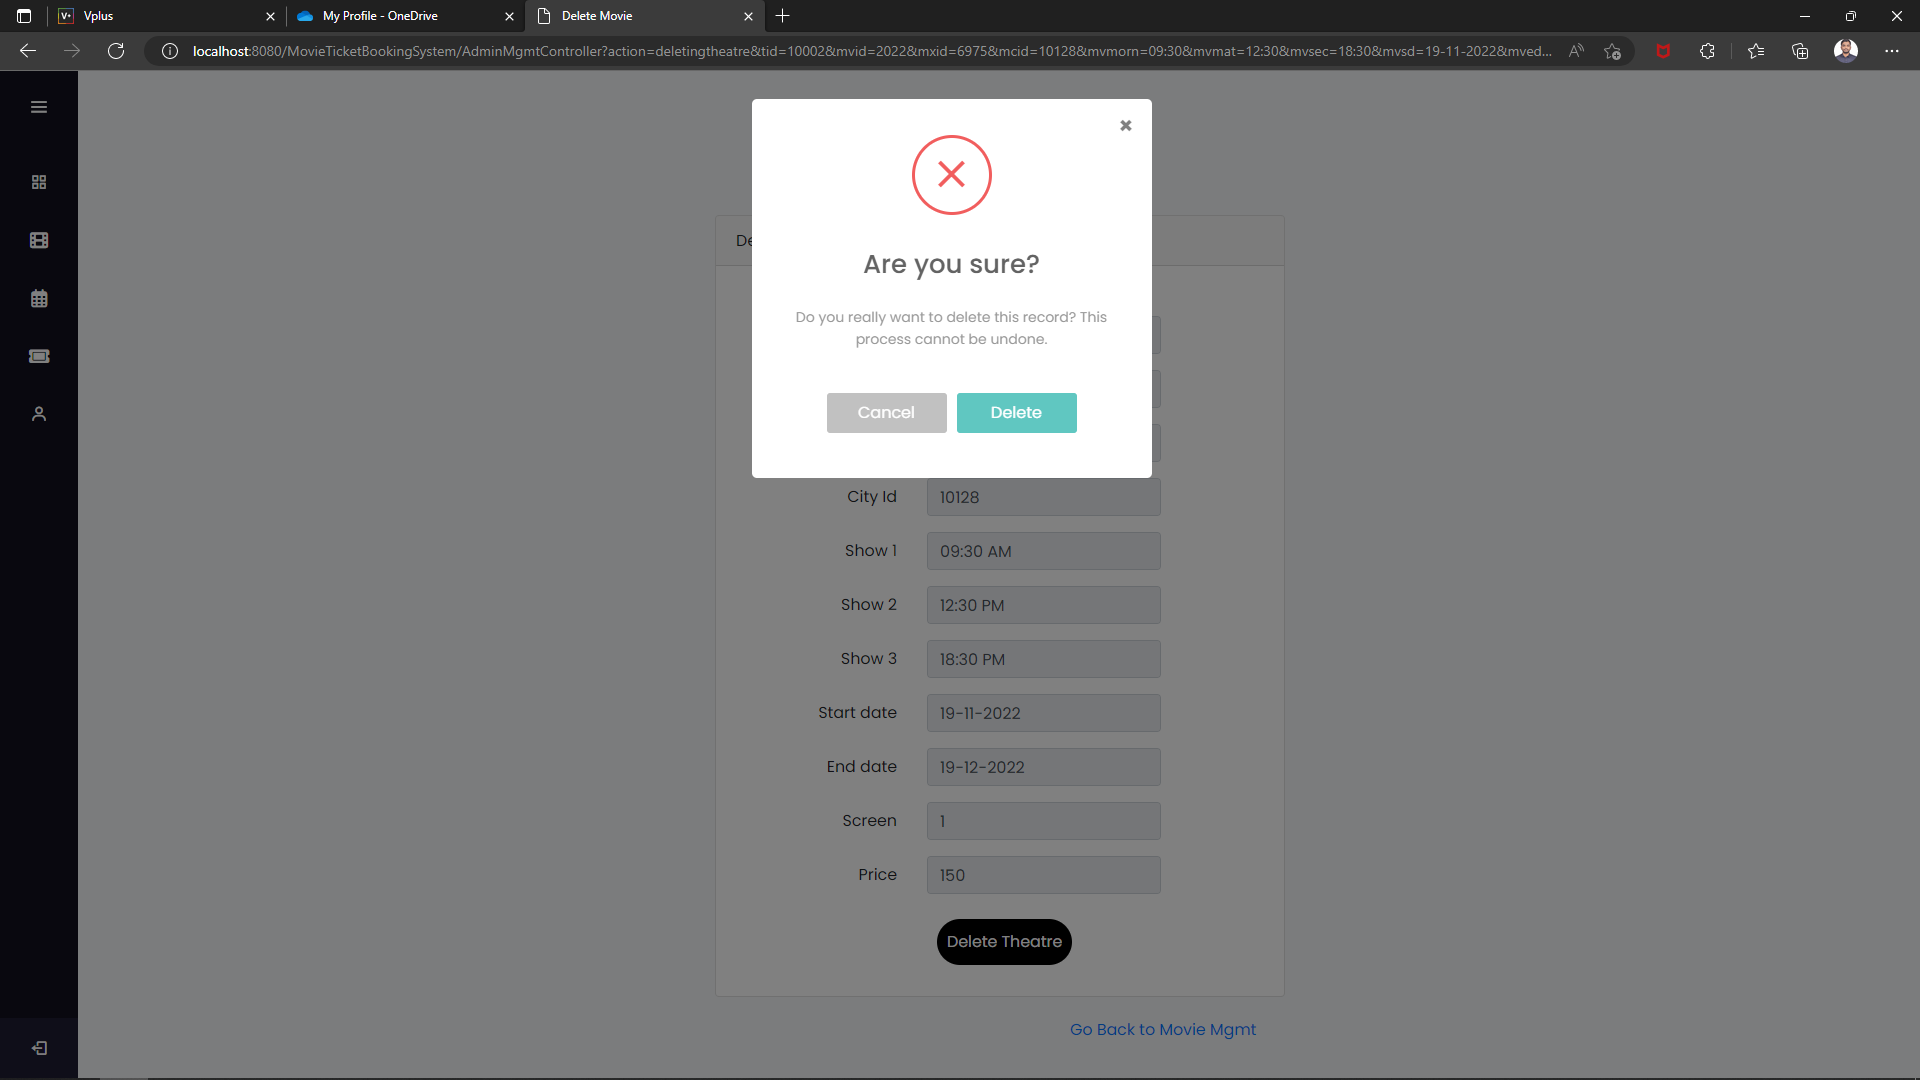 Vplus
My Profile - OneDrive
Delete Movie
localhost:8080/MovieTicketBookingSystem/AdminMgmtController?action=deletingtheatre&tid=10002&mvid=2022&mxid=6975&mcid=10128&mvmorn=09:30&mvmat=12:30&mvsec=18:30&mvsd=19-11-2022&mved...
Are you sure?
Do you really want to delete this record? This
process cannot be undone.
Cancel
Delete
City Id
10128
Show 1
09:30 AM
Show 2
12:30 PM
Show 3
18:30 PM
Start date
19-11-2022
End date
19-12-2022
Screen
1
Price
150
Delete Theatre
Go Back to Movie Mgmt